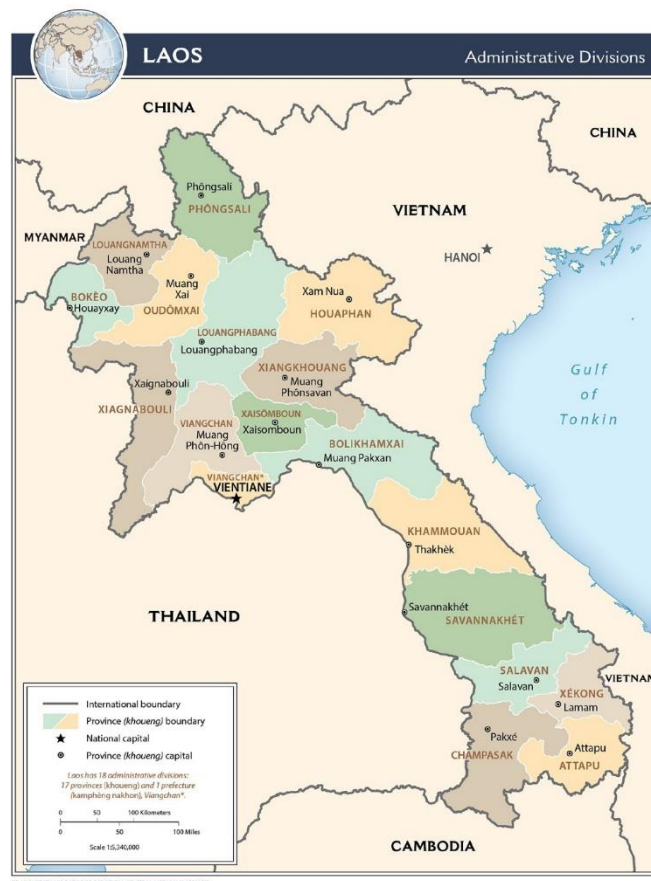 LAOS
Administrative Divisions
CHINA
CHINA
Phôngsali
PHÔNGSALI
VIETNAM
MYANMAR
LOUANGNAMTHA
Louang
Namtha
HANOI
Muang
Xai
Xam Nua
BOKÈO
Houayxay
OUDÔMXAI
HOUAPHAN
LOUANGPHABANG
Louangphabang
XIANGKHOUANG
Muang
Phônsavan
Gulf
of
Tonkin
Xaignabouli
XIAGNABOULI
VIANGCHAN
Muang
Phôn-Hông
XAISÔMBOUN
Xaisomboun
BOLIKHAMXAI
Muang Pakxan
VIANGCHAN*
VIENTIANE
KHAMMOUAN
Thakhèk
THAILAND
Savannakhét
SAVANNAKHÉT
SALAVAN
Salavan
VIETNAM
XÉKONG
Lamam
Pakxé
CHAMPASAK
Attapu
ATTAPU
CAMBODIA
International boundary
Province (khoueng) boundary
National capital
Province (khoueng) capital
Laos has 18 administrative divisions:
17 provinces (khoueng) and 1 prefecture
(kamphèng nakhon), Viangchan*.
0 50 100 Kilometers
0 50 100 Miles
Scale 1:5,340,000